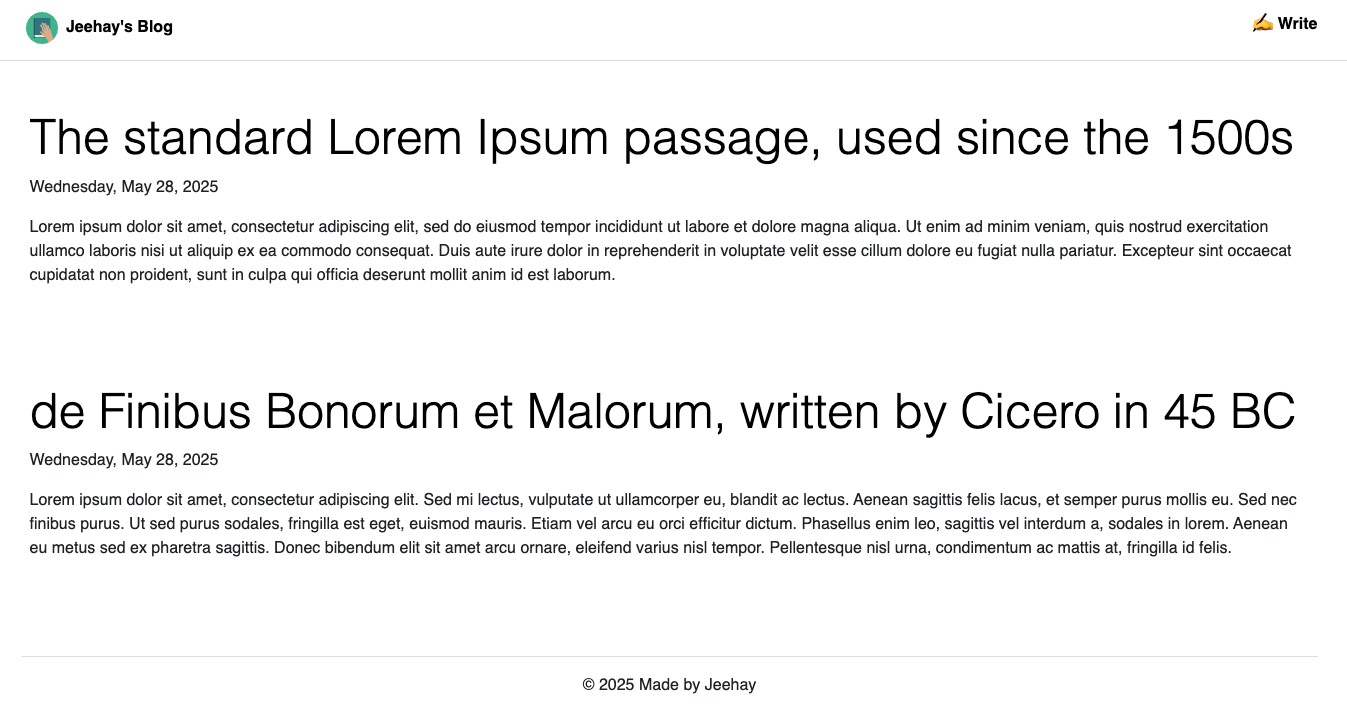 Jeehay's Blog
✍️ Write
The standard Lorem Ipsum passage, used since the 1500s
Wednesday, May 28, 2025
Lorem ipsum dolor sit amet, consectetur adipiscing elit, sed do eiusmod tempor incididunt ut labore et dolore magna aliqua. Ut enim ad minim veniam, quis nostrud exercitation
ullamco laboris nisi ut aliquip ex ea commodo consequat. Duis aute irure dolor in reprehenderit in voluptate velit esse cillum dolore eu fugiat nulla pariatur. Excepteur sint occaecat
cupidatat non proident, sunt in culpa qui officia deserunt mollit anim id est laborum.
de Finibus Bonorum et Malorum, written by Cicero in 45 BC
Wednesday, May 28, 2025
Lorem ipsum dolor sit amet, consectetur adipiscing elit. Sed mi lectus, vulputate ut ullamcorper eu, blandit ac lectus. Aenean sagittis felis lacus, et semper purus mollis eu. Sed nec
finibus purus. Ut sed purus sodales, fringilla est eget, euismod mauris. Etiam vel arcu eu orci efficitur dictum. Phasellus enim leo, sagittis vel interdum a, sodales in lorem. Aenean
eu metus sed ex pharetra sagittis. Donec bibendum elit sit amet arcu ornare, eleifend varius nisl tempor. Pellentesque nisl urna, condimentum ac mattis at, fringilla id felis.
© 2025 Made by Jeehay